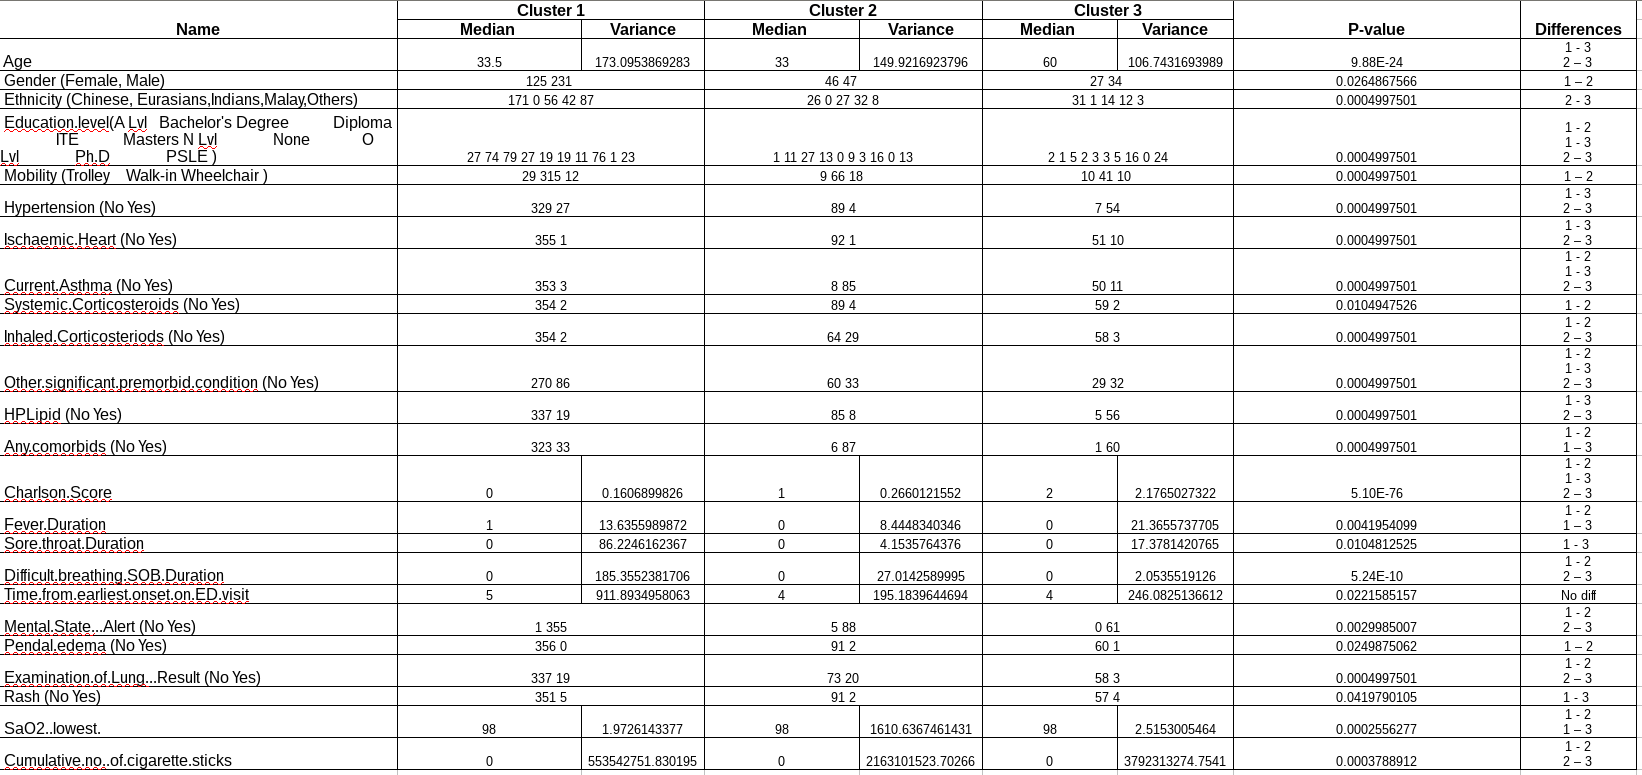 Cluster 1 Cluster 2 Cluster 3
Name Median Variance Median Variance Median Variance P-value Differences
1 - 3
Age 33.5 173.0953869283 33 149.9216923796 60 106.7431693989 9.88E-24 2 – 3
Gender (Female, Male) 125 231 46 47 27 34 0.0264867566 1 – 2
Ethnicity (Chinese, Eurasians,Indians,Malay,Others) 171 0 56 42 87 26 0 27 32 8 31 1 14 12 3 0.0004997501 2 - 3
Education.level(A Lvl Bachelor's Degree Diploma 1 - 2
ITE Masters N Lvl None O 1 - 3
Lvl Ph.D PSLE ) 27 74 79 27 19 19 11 76 1 23 1 11 27 13 0 9 3 16 0 13 2 1 5 2 3 3 5 16 0 24 0.0004997501 2 – 3
Mobility (Trolley Walk-in Wheelchair ) 29 315 12 9 66 18 10 41 10 0.0004997501 1 – 2
1 - 3
Hypertension (No Yes) 329 27 89 4 7 54 0.0004997501 2 – 3
1 - 3
Ischaemic.Heart (No Yes) 355 1 92 1 51 10 0.0004997501 2 – 3
1 - 2
1 - 3
Current.Asthma (No Yes) 353 3 8 85 50 11 0.0004997501 2 – 3
Systemic.Corticosteroids (No Yes) 354 2 89 4 59 2 0.0104947526 1 - 2
1 - 2
Inhaled.Corticosteriods (No Yes) 354 2 64 29 58 3 0.0004997501 2 – 3
1 - 2
1 - 3
Other.significant.premorbid.condition (No Yes) 270 86 60 33 29 32 0.0004997501 2 – 3
1 - 3
HPLipid (No Yes) 337 19 85 8 5 56 0.0004997501 2 – 3
1 - 2
Any.comorbids (No Yes) 323 33 6 87 1 60 0.0004997501 1 – 3
1 - 2
1 - 3
Charlson.Score 0 0.1606899826 1 0.2660121552 2 2.1765027322 5.10E-76 2 – 3
1 - 2
Fever.Duration 1 13.6355989872 0 8.4448340346 0 21.3655737705 0.0041954099 1 – 3
Sore.throat.Duration 0 86.2246162367 0 4.1535764376 0 17.3781420765 0.0104812525 1 - 3
1 - 2
Difficult.breathing.SOB.Duration 0 185.3552381706 0 27.0142589995 0 2.0535519126 5.24E-10 2 – 3
Time.from.earliest.onset.on.ED.visit 5 911.8934958063 4 195.1839644694 4 246.0825136612 0.0221585157 No diff
1 - 2
Mental.State...Alert (No Yes) 1 355 5 88 0 61 0.0029985007 2 – 3
Pendal.edema (No Yes) 356 0 91 2 60 1 0.0249875062 1 – 2
1 - 2
Examination.of.Lung...Result (No Yes) 337 19 73 20 58 3 0.0004997501 2 – 3
Rash (No Yes) 351 5 91 2 57 4 0.0419790105 1 - 3
1 - 2
SaO2..lowest. 98 1.9726143377 98 1610.6367461431 98 2.5153005464 0.0002556277 1 – 3
1 - 2
Cumulative.no..of.cigarette.sticks 0 553542751.830195 0 2163101523.70266 0 3792313274.7541 0.0003788912 2 – 3